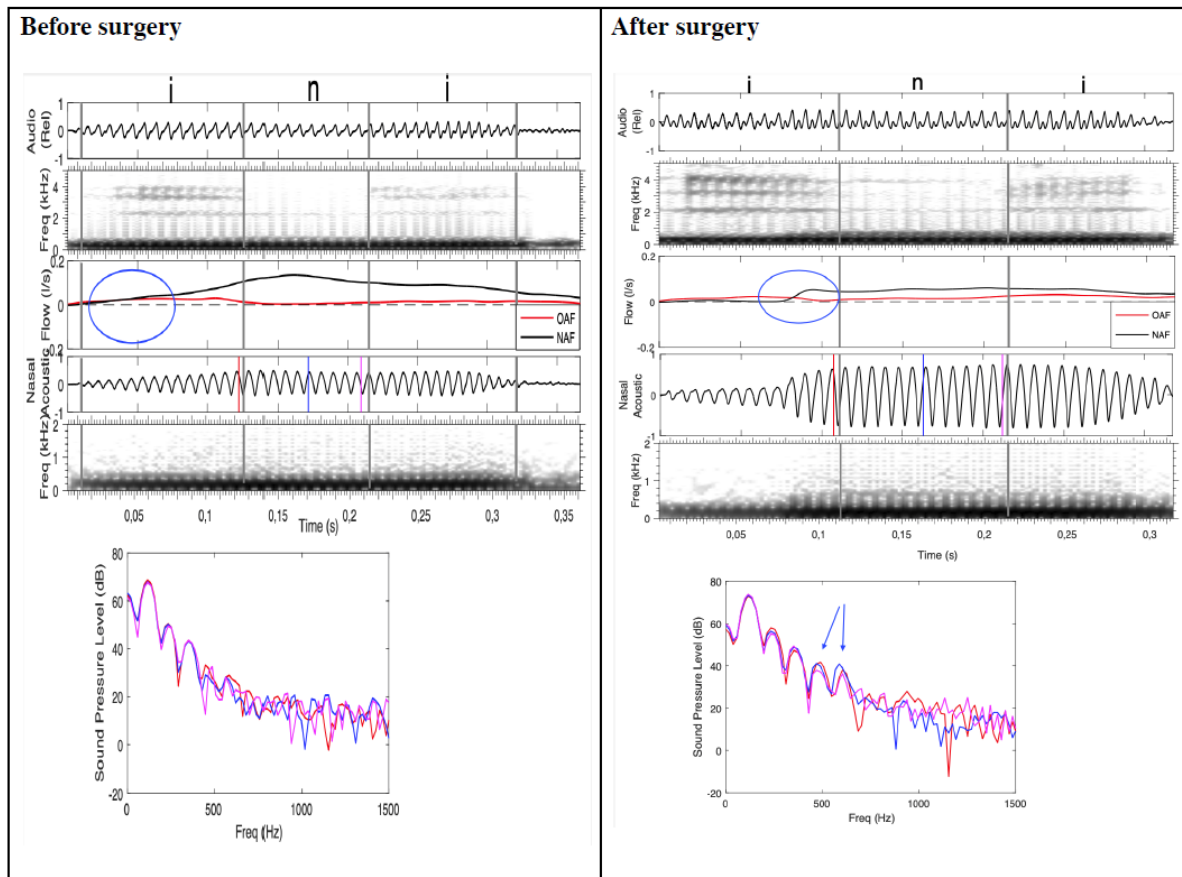 Before surgery
i n i
Audio (Rel)
1
0
-1
Freq (kHz)
4
2
0
Flow (l/s)
0.2
0
-0.2
OAF
NAF
Nasal Acoustic
1
0
-1
Freq (kHz)
2
1
0
0,05 0,1 0,15 0,2 0,25 0,3 0,35
Time (s)
Sound Pressure Level (dB)
80
60
40
20
0
-20
0 500 1000 1500
Freq (Hz)
After surgery
i n i
Audio (Rel)
1
0
-1
Freq (kHz)
4
2
0
Flow (l/s)
0.2
0
-0.2
OAF
NAF
Nasal Acoustic
1
0
-1
Freq (kHz)
2
1
0
0,05 0,1 0,15 0,2 0,25 0,3
Time (s)
Sound Pressure Level (dB)
80
60
40
20
0
-20
0 500 1000 1500
Freq (Hz)